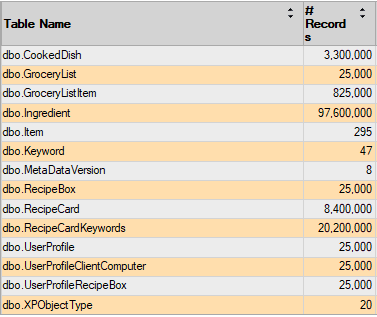 Table Name
#
Record
s
dbo.CookedDish 3,300,000
dbo.GroceryList 25,000
dbo.GroceryListItem 825,000
dbo.Ingredient 97,600,000
dbo.Item 295
dbo.Keyword 47
dbo.MetaDataVersion 8
dbo.RecipeBox 25,000
dbo.RecipeCard 8,400,000
dbo.RecipeCardKeywords 20,200,000
dbo.UserProfile 25,000
dbo.UserProfileClientComputer 25,000
dbo.UserProfileRecipeBox 25,000
dbo.XPObjectType 20